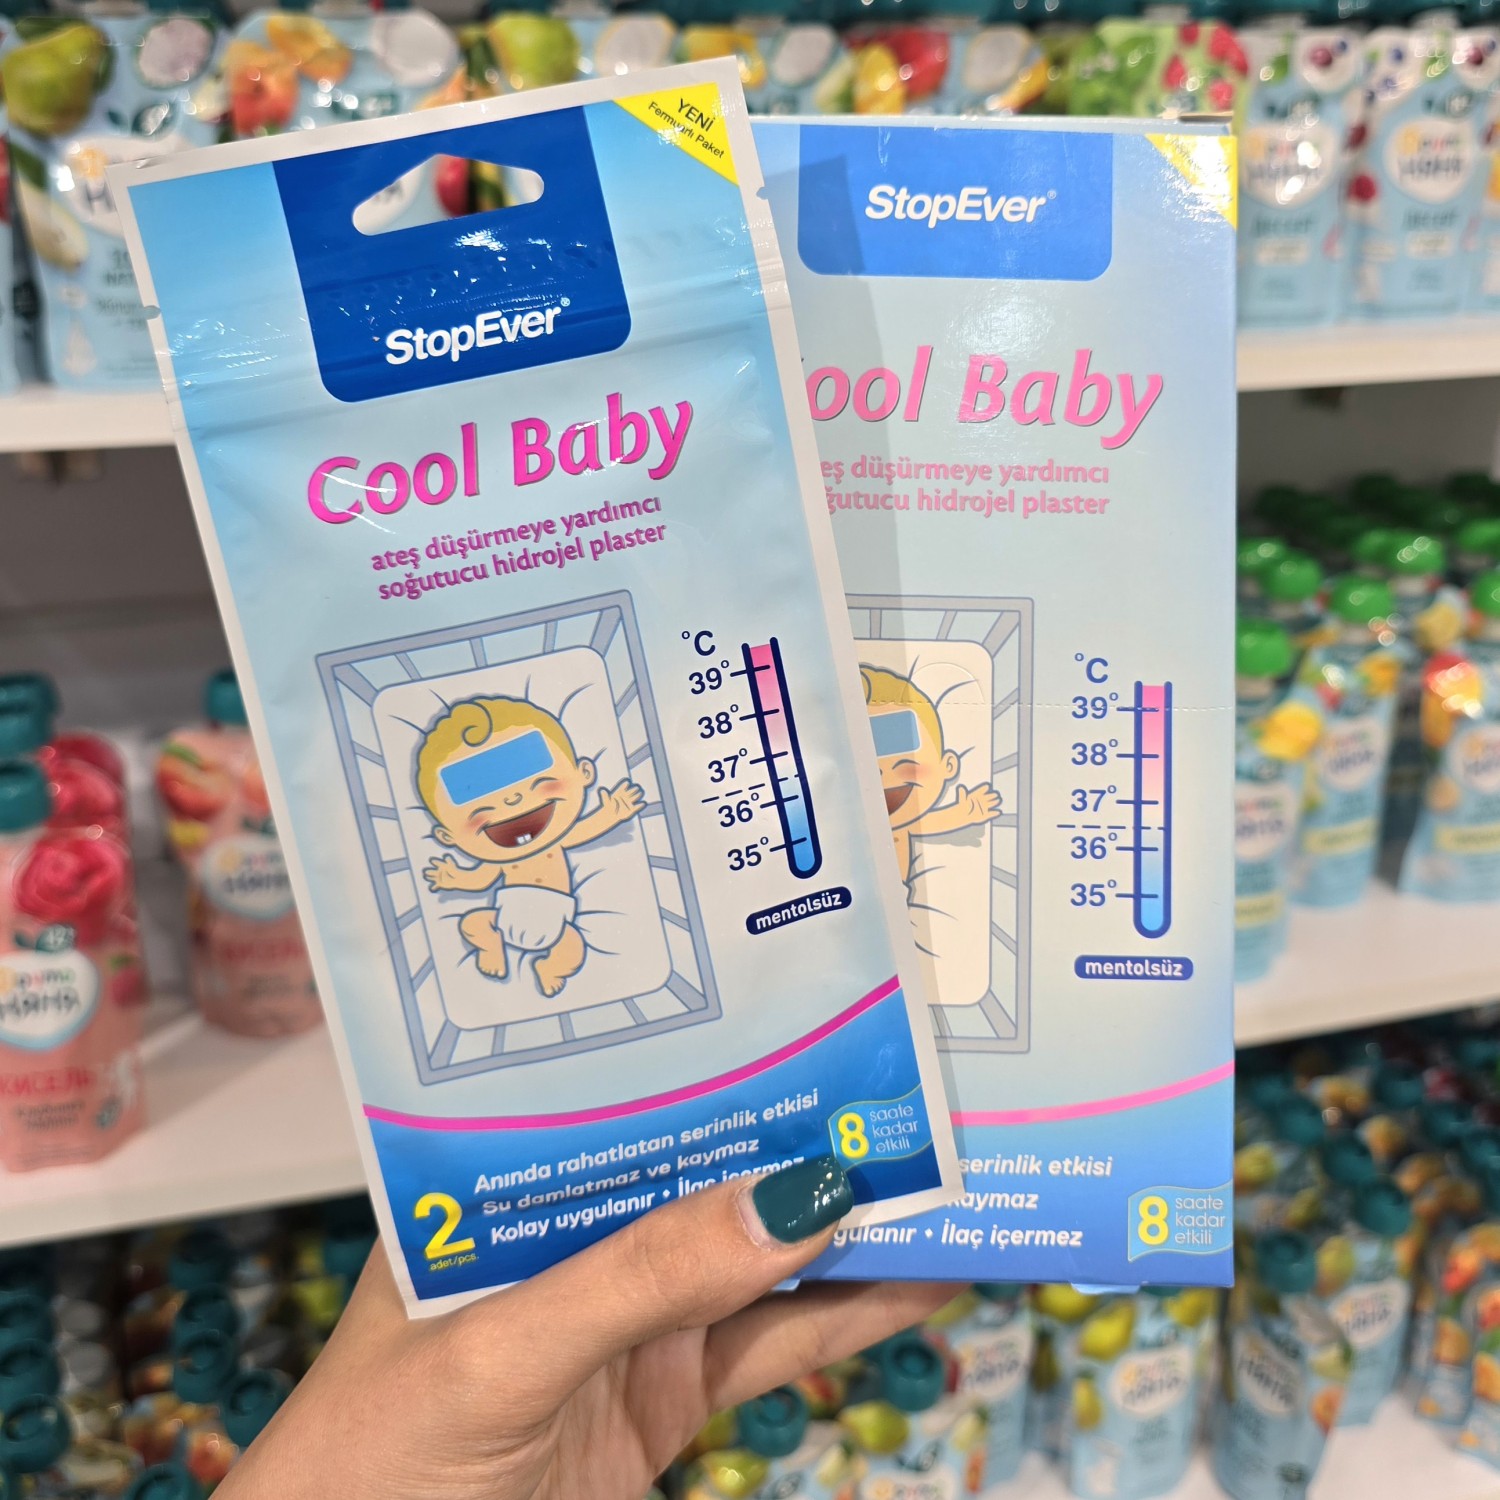 YENİ
Fermuarlı Paket
StopEver®
Cool Baby
ateş düşürmeye yardımcı
soğutucu hidrojel plaster
°C
39°
38°
37°
36°
35°
mentolsüz
Anında rahatlatan serinlik etkisi
Su damlatmaz ve kaymaz
Kolay uygulanır • İlaç içermez
2
adet/pcs.
8
saate
kadar
etkili
StopEver®
ool Baby
eş düşürmeye yardımcı
ğutucu hidrojel plaster
°C
39°
38°
37°
36°
35°
mentolsüz
serinlik etkisi
kaymaz
gulanır • İlaç içermez
8
saate
kadar
etkili
КИСЕЛЬ